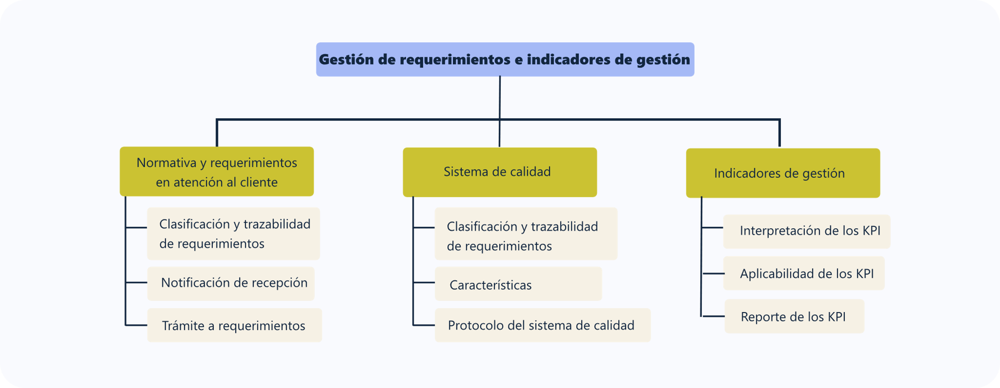 Gestión de requerimientos e indicadores de gestión
Normativa y requerimientos
en atención al cliente
Clasificación y trazabilidad
de requerimientos
Notificación de recepción
Trámite a requerimientos
Sistema de calidad
Clasificación y trazabilidad
de requerimientos
Características
Protocolo del sistema de calidad
Indicadores de gestión
Interpretación de los KPI
Aplicabilidad de los KPI
Reporte de los KPI